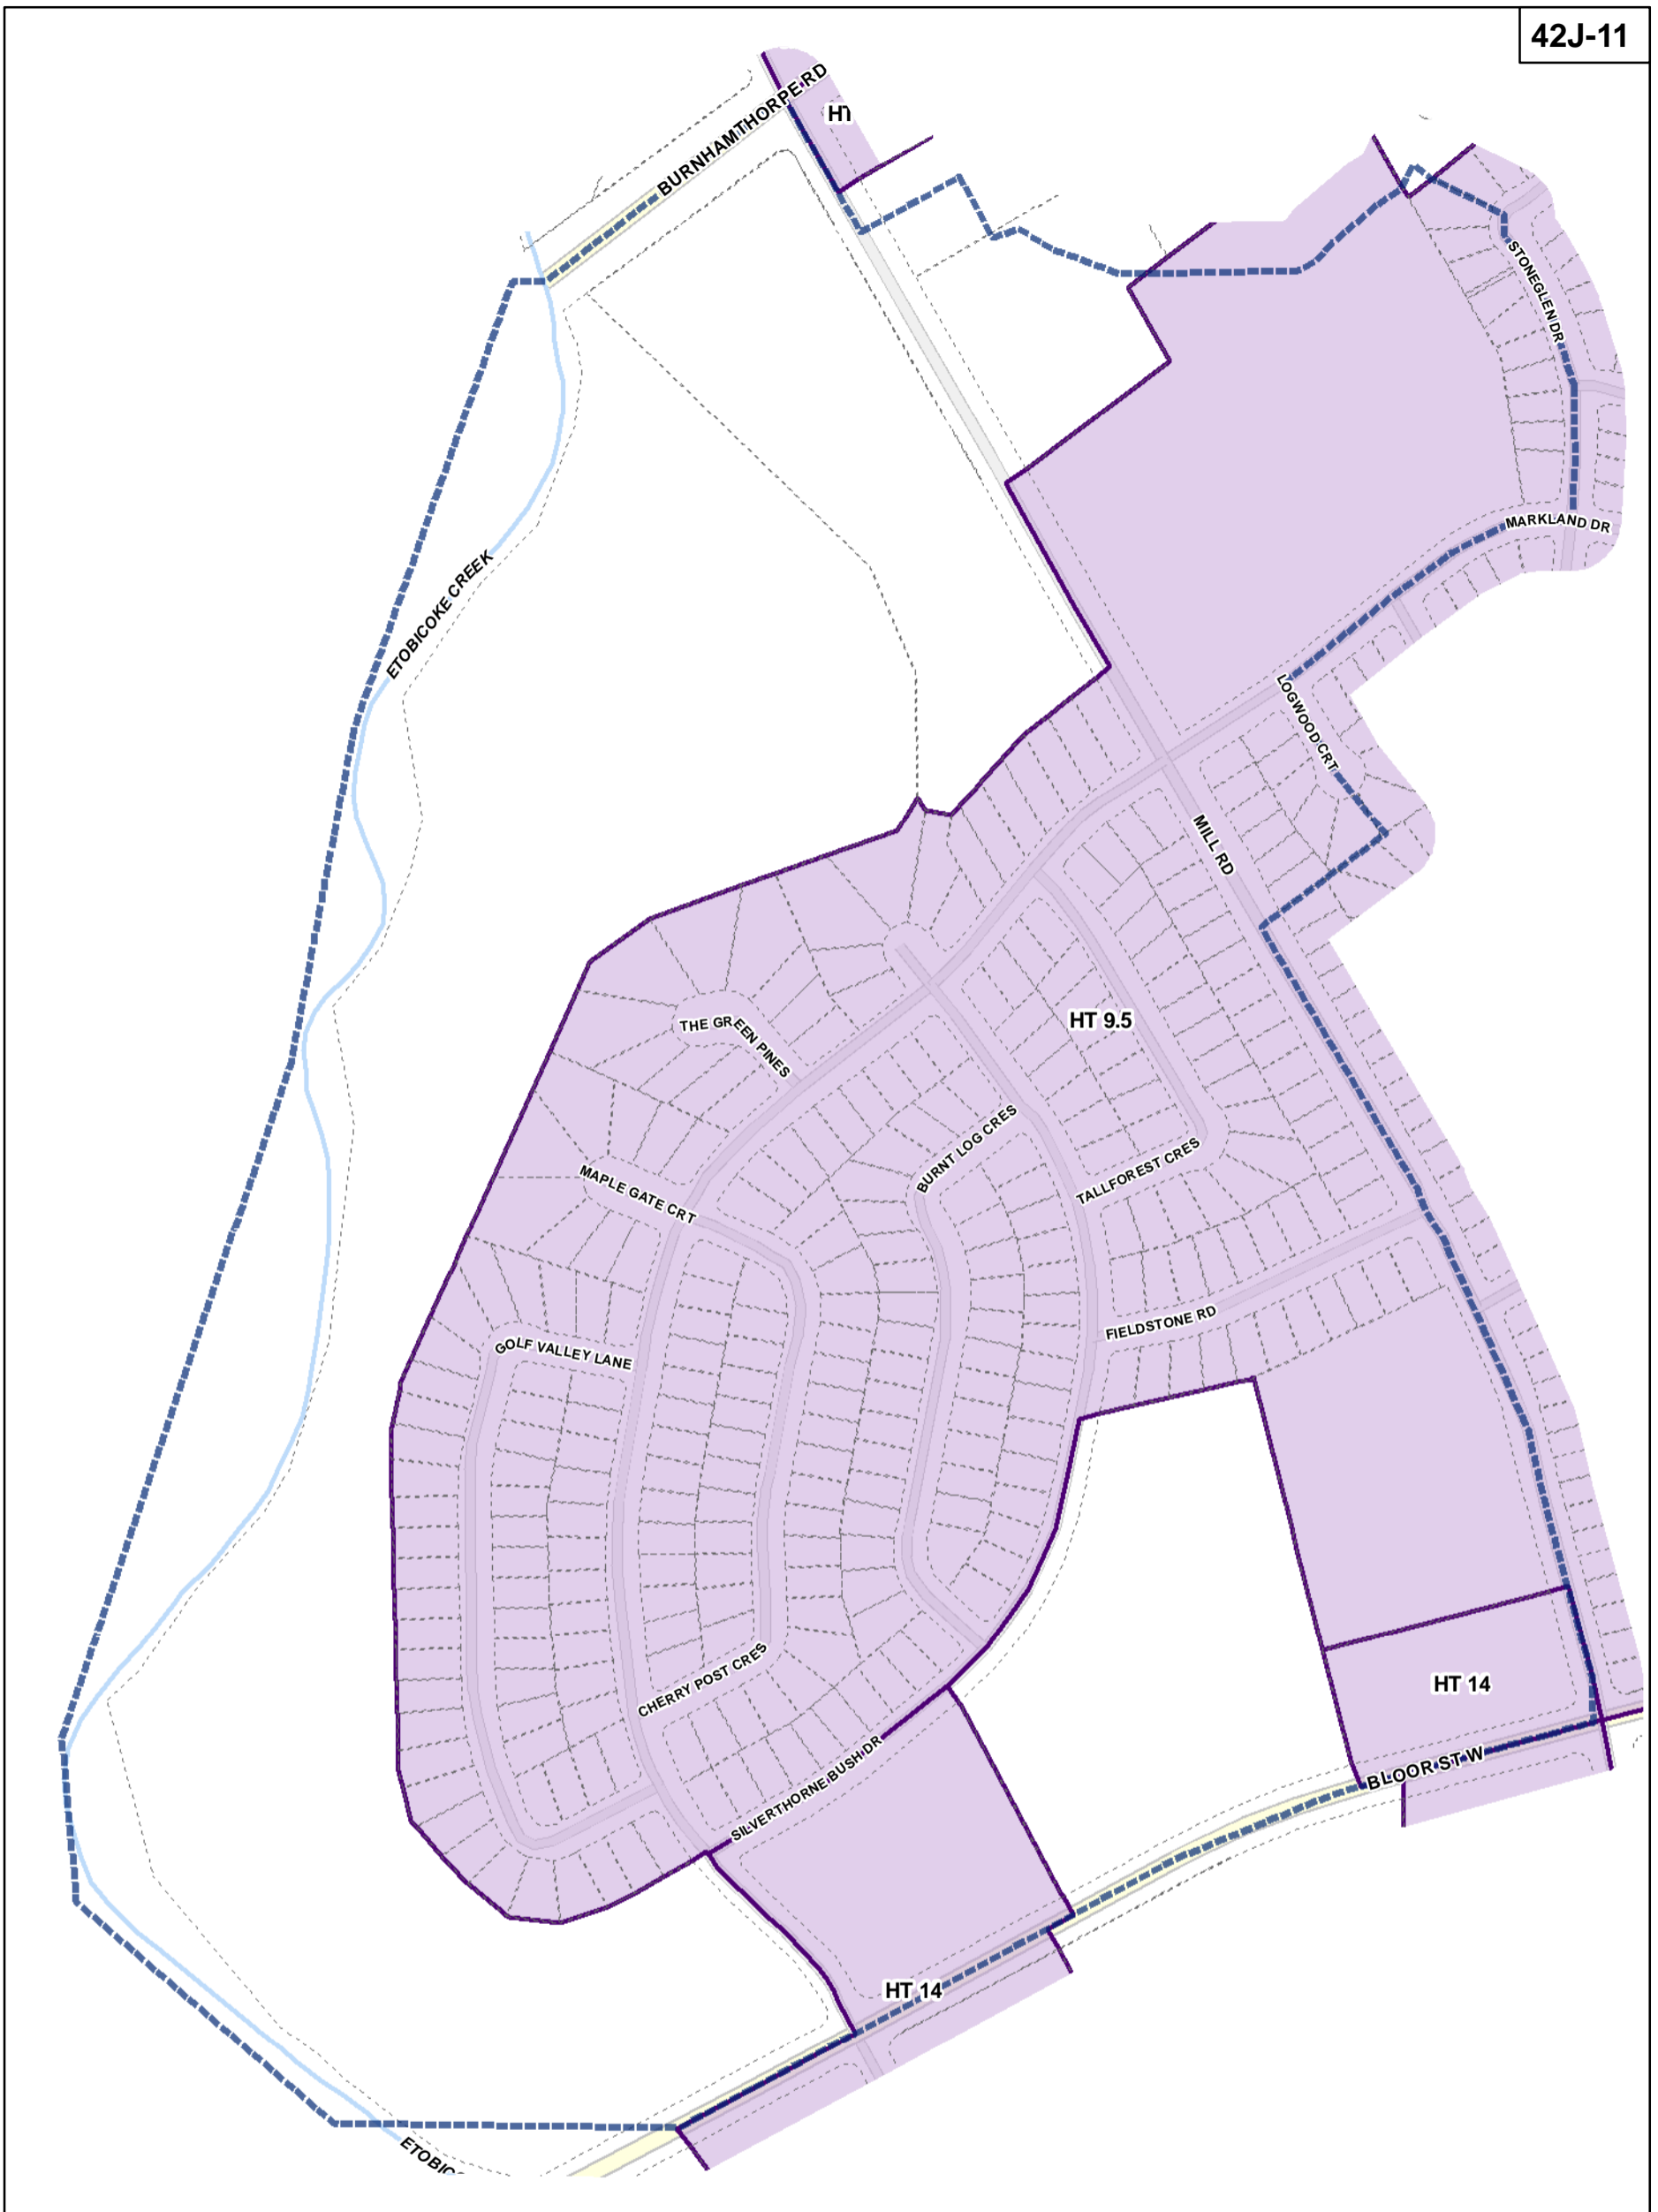 42J-11
BURNHAMTHORPE RD
HT
STONEGLEN DR
MARKLAND DR
ETOBICOKE CREEK
LOGWOOD CRT
MILL RD
HT 9.5
THE GREEN PINES
BURNT LOG CRES
TALLFOREST CRES
MAPLE GATE CRT
FIELDSTONE RD
GOLF VALLEY LANE
CHERRY POST CRES
HT 14
SILVERTHORNE BUSH DR
BLOOR ST W
HT 14
ETOBIC